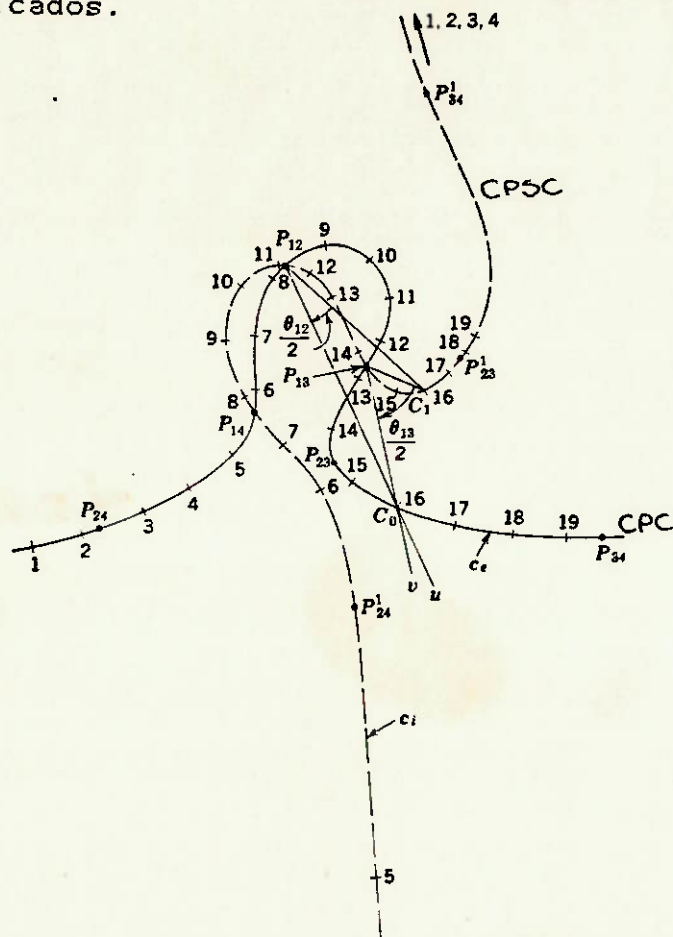 cados.
1, 2, 3, 4
P¹₃₄
CPSC
9
P₁₂
11
8
12
10
10
13
11
7
θ₁₂/2
9
19
12
14
18
P¹₂₃
17
P₁₃
8
6
13
15
C₁
16
P₁₄
θ₁₃/2
7
14
5
P₂₃
15
6
16
4
P₂₄
C₀
17
3
18
19
CPC
2
1
cₑ
P₃₄
v
u
P¹₂₄
cᵢ
5